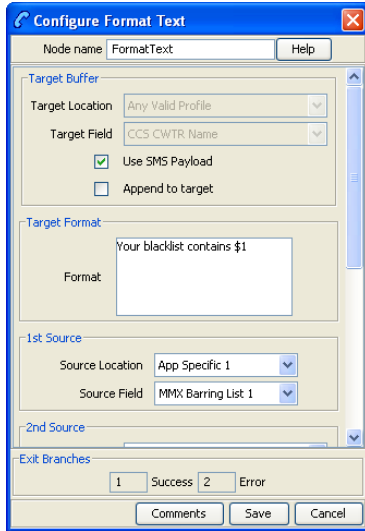 Configure Format Text
Node name FormatText Help
Target Buffer
Target Location Any Valid Profile
Target Field CCS CWTR Name
Use SMS Payload
Append to target
Target Format
Your blacklist contains $1
Format
1st Source
Source Location App Specific 1
Source Field MMX Barring List 1
2nd Source
Exit Branches
1 Success 2 Error
Comments Save Cancel